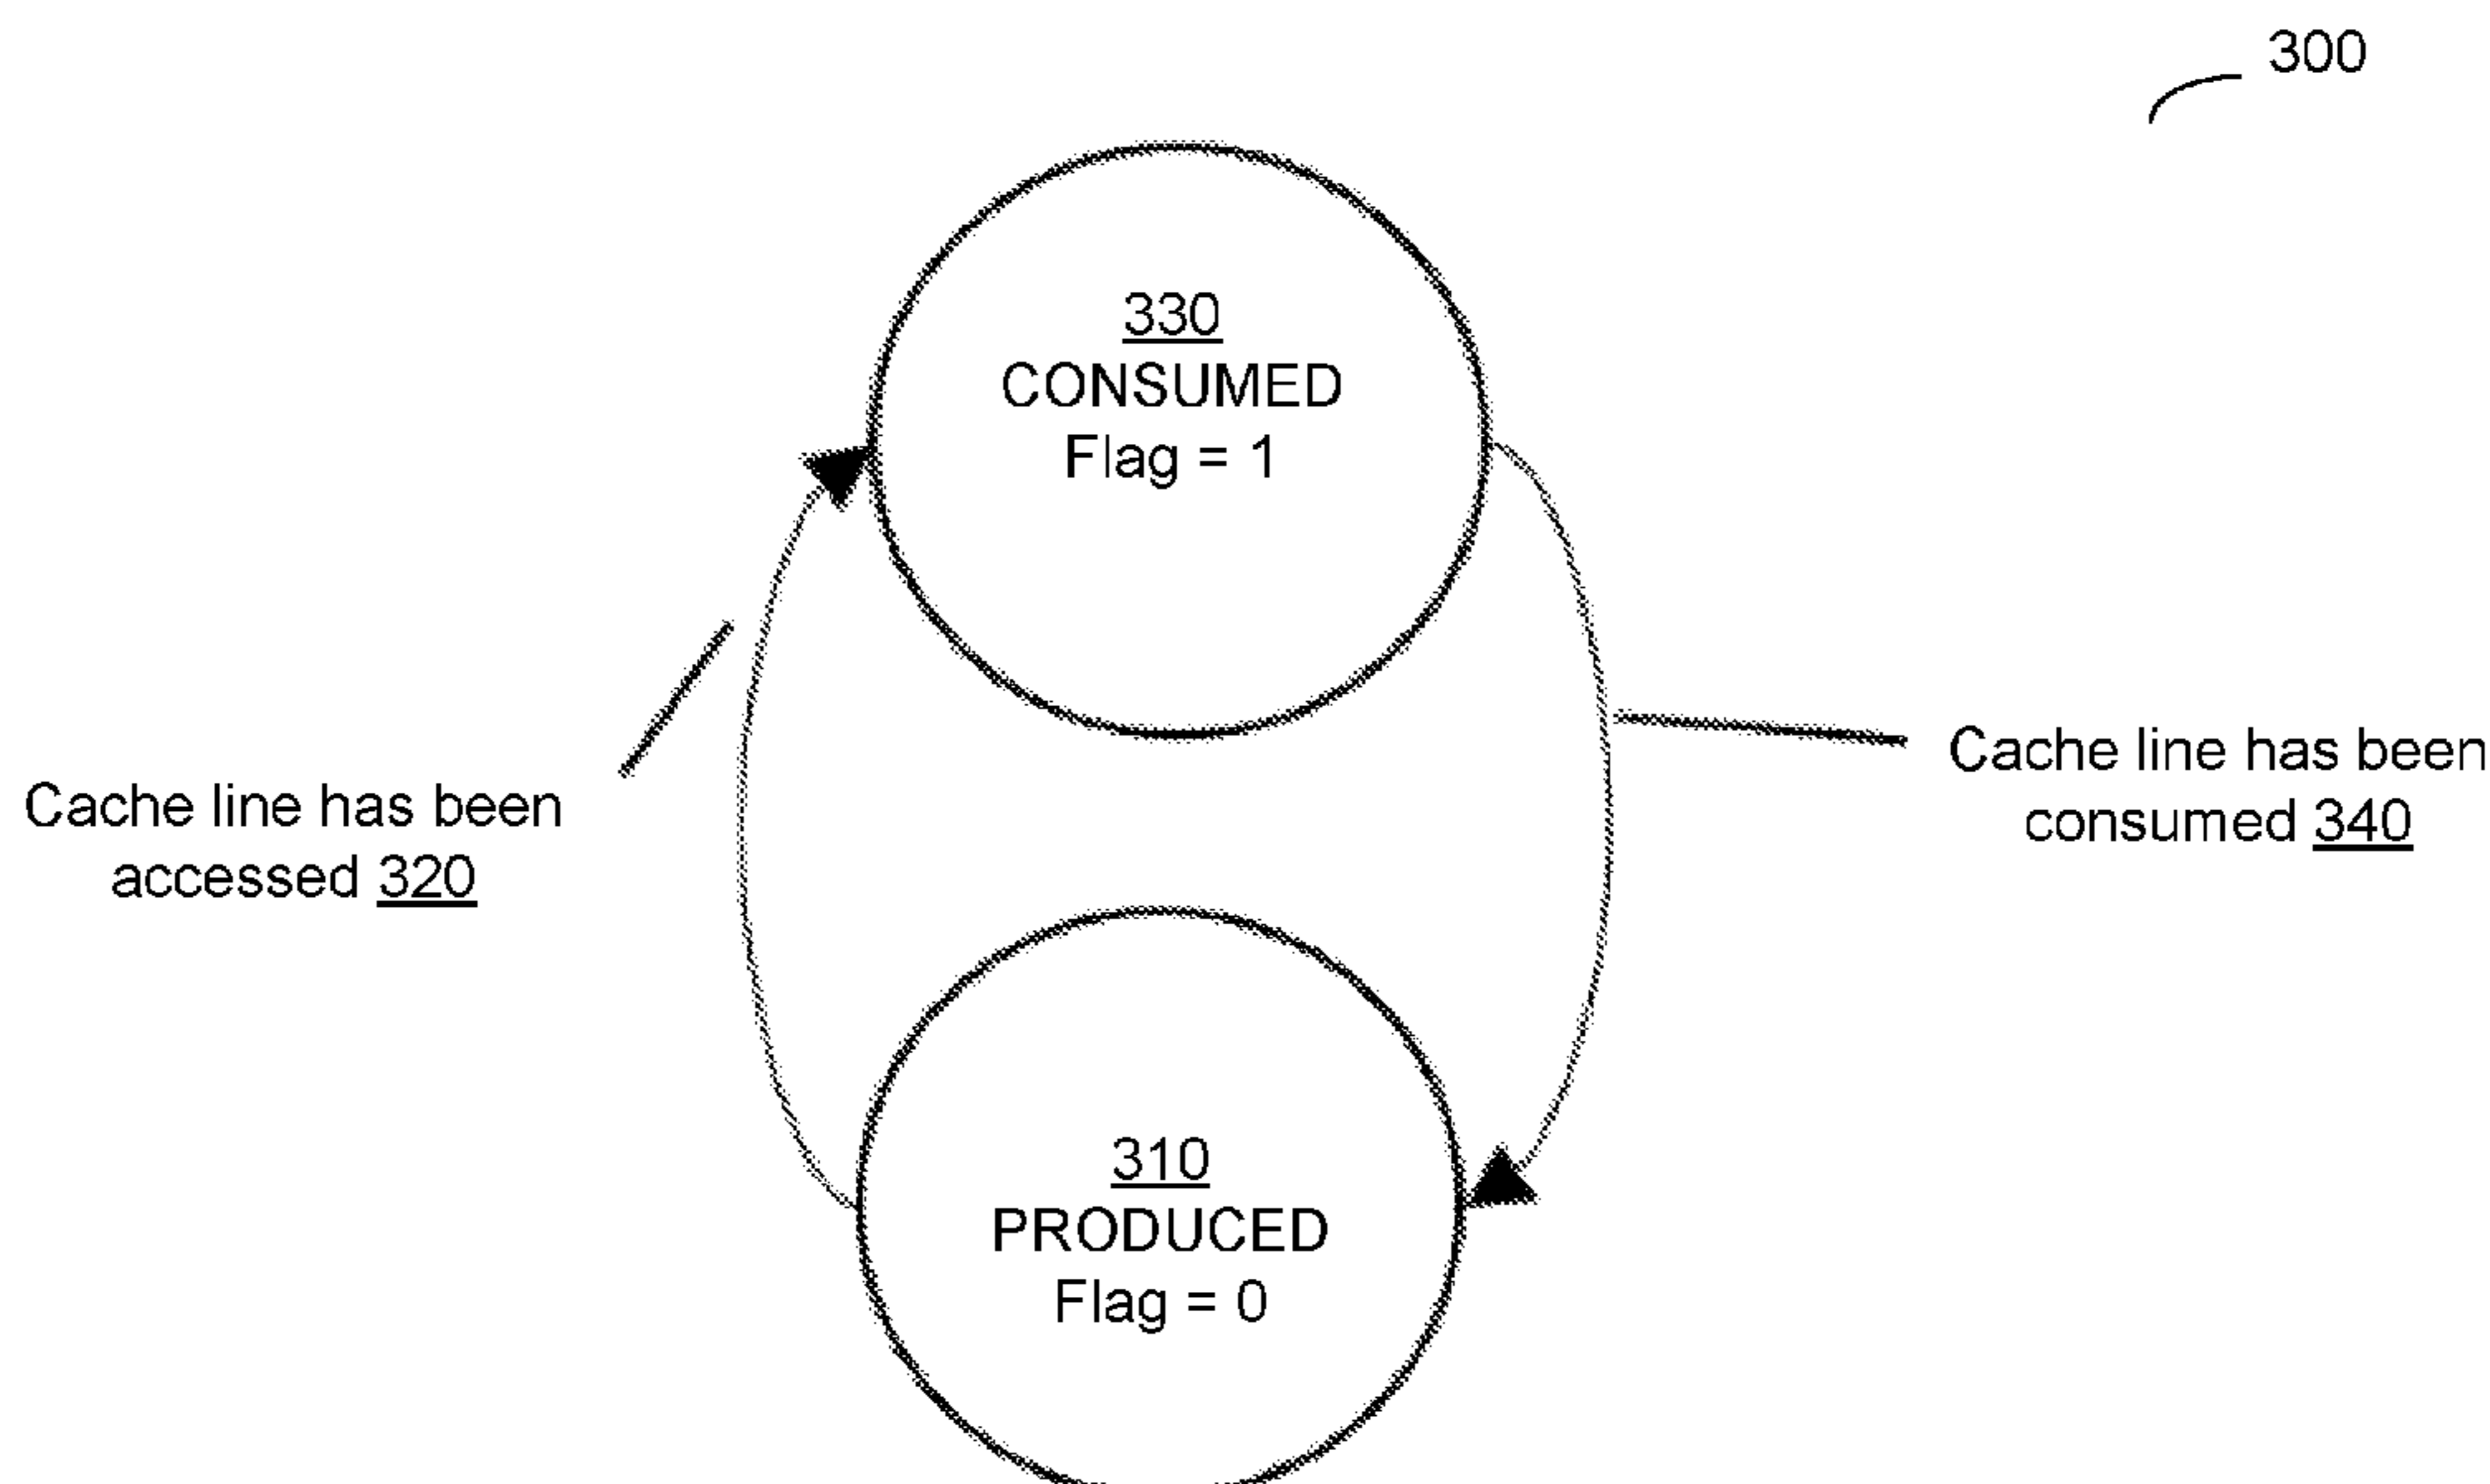 300
330
CONSUMED
Flag = 1
Cache line has been
consumed 340
Cache line has been
accessed 320
310
PRODUCED
Flag = 0